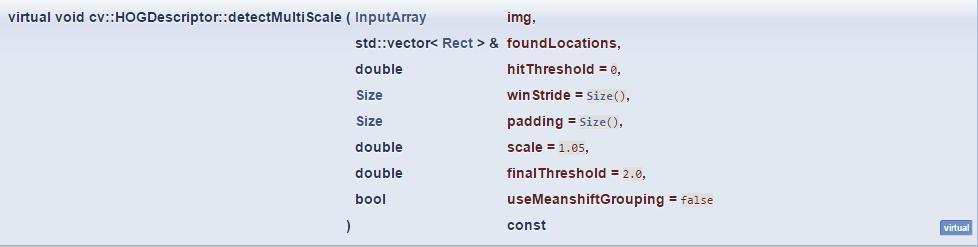 virtual void cv::HOGDescriptor::detectMultiScale ( InputArray img,
std::vector< Rect > & foundLocations,
double hitThreshold = 0,
Size winStride = Size(),
Size padding = Size(),
double scale = 1.05,
double finalThreshold = 2.0,
bool useMeanshiftGrouping = false
) const
virtual